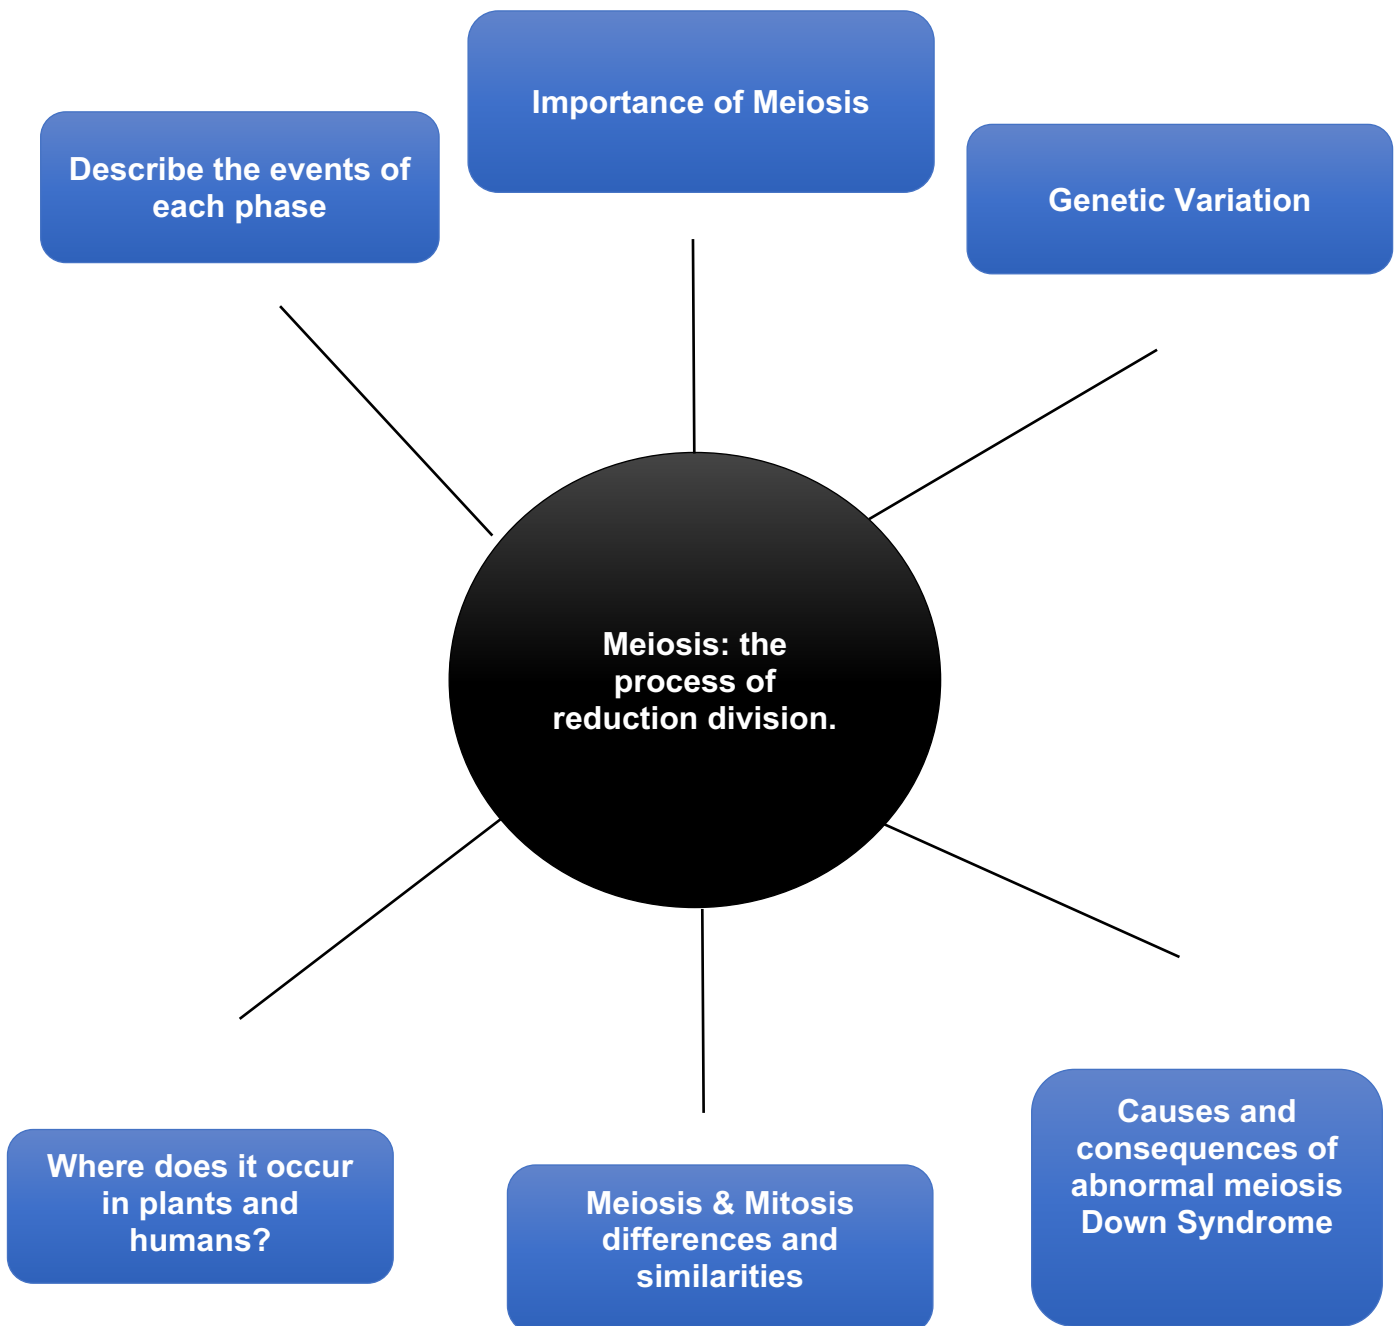 Importance of Meiosis
Describe the events of
each phase
Genetic Variation
Meiosis: the
process of
reduction division.
Where does it occur
in plants and
humans?
Meiosis & Mitosis
differences and
similarities
Causes and
consequences of
abnormal meiosis
Down Syndrome